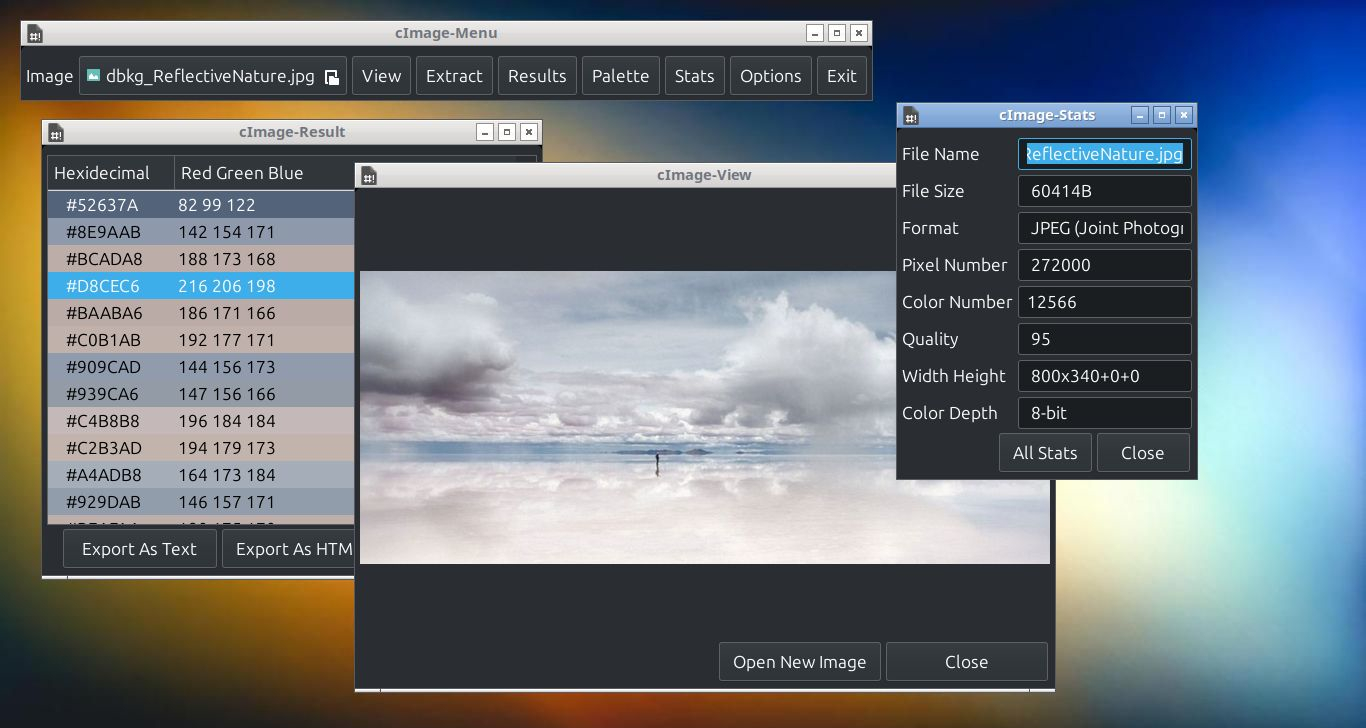 cImage-Menu
Image dbkg_ReflectiveNature.jpg View Extract Results Palette Stats Options Exit
cImage-Result
Hexidecimal Red Green Blue
#52637A 82 99 122
#8E9AAB 142 154 171
#BCADA8 188 173 168
#D8CEC6 216 206 198
#BAABA6 186 171 166
#C0B1AB 192 177 171
#909CAD 144 156 173
#939CA6 147 156 166
#C4B8B8 196 184 184
#C2B3AD 194 179 173
#A4ADB8 164 173 184
#929DAB 146 157 171
Export As Text Export As HTM
cImage-View
Open New Image Close
cImage-Stats
File Name ReflectiveNature.jpg
File Size 60414B
Format JPEG (Joint Photogr
Pixel Number 272000
Color Number 12566
Quality 95
Width Height 800x340+0+0
Color Depth 8-bit
All Stats Close